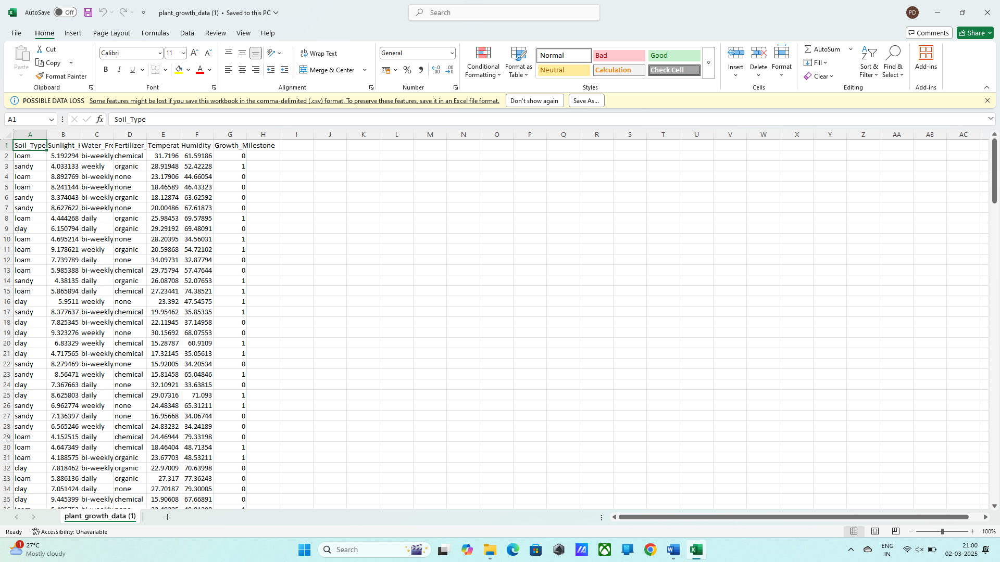 AutoSave Off plant_growth_data (1) • Saved to this PC Search PD
File Home Insert Page Layout Formulas Data Review View Help Comments Share
Paste Cut Copy Format Painter Clipboard
Calibri 11 B I U A Font
Wrap Text Merge & Center Alignment
General % Number
Conditional Formatting Format as Table
Normal Bad Good
Neutral Calculation Check Cell
Styles
Insert Delete Format Cells
AutoSum Fill Clear Sort & Filter Find & Select Editing
Add-ins Add-ins
POSSIBLE DATA LOSS Some features might be lost if you save this workbook in the comma-delimited (.csv) format. To preserve these features, save it in an Excel file format. Don't show again Save As...
A1 fx Soil_Type
A B C D E F G H I J K L M N O P Q R S T U V W X Y Z AA AB AC
1 Soil_Type Sunlight_ Water_Fre Fertilizer_ Temperat Humidity Growth_Milestone
2 loam 5.192294 bi-weekly chemical 31.7196 61.59186 0
3 sandy 4.033133 weekly organic 28.91948 52.42228 1
4 loam 8.892769 bi-weekly none 23.17906 44.66054 0
5 loam 8.241144 bi-weekly none 18.46589 46.43323 0
6 sandy 8.374043 bi-weekly organic 18.12874 63.62592 0
7 sandy 8.627622 bi-weekly none 20.00486 67.61873 0
8 loam 4.444268 daily organic 25.98453 69.57895 1
9 clay 6.150794 daily organic 29.29192 69.48091 0
10 loam 4.695214 bi-weekly none 28.20395 34.56031 1
11 loam 9.178621 weekly organic 20.59868 54.72102 1
12 loam 7.739789 daily none 34.09731 32.87794 0
13 loam 5.985388 bi-weekly chemical 29.75794 57.47644 0
14 sandy 4.38135 daily organic 26.08708 52.07653 1
15 loam 5.865894 daily chemical 27.23441 74.38521 1
16 clay 5.9511 weekly none 23.392 47.54575 1
17 sandy 8.377637 bi-weekly chemical 19.95462 35.85335 1
18 clay 7.825345 bi-weekly chemical 22.11945 37.14958 0
19 clay 9.323276 weekly none 30.15692 68.07553 0
20 clay 6.83329 weekly chemical 15.28787 60.9109 1
21 clay 4.717565 bi-weekly chemical 17.32145 35.05613 1
22 sandy 8.279469 bi-weekly none 15.92005 34.20534 0
23 sandy 8.56471 weekly chemical 15.81458 65.04846 1
24 clay 7.367663 daily none 32.10921 33.63815 0
25 clay 8.625803 daily chemical 29.07316 71.093 1
26 sandy 6.962774 weekly none 24.48348 65.31211 1
27 sandy 7.136397 daily none 16.95668 34.06744 0
28 sandy 6.565246 weekly chemical 24.83232 34.24189 0
29 loam 4.152515 daily chemical 24.46944 79.33198 0
30 loam 4.647349 daily chemical 18.46404 48.71354 1
31 loam 4.188575 bi-weekly organic 23.67703 48.53211 1
32 clay 7.818462 bi-weekly organic 22.97009 70.63998 0
33 loam 5.886136 daily organic 27.317 77.36243 0
34 clay 7.051424 daily none 27.70187 79.30005 0
35 clay 9.445399 bi-weekly chemical 15.90608 67.66891 0
plant_growth_data (1)
Ready Accessibility: Unavailable 100%
1 27°C Mostly cloudy Search ENG IN 21:00 02-03-2025